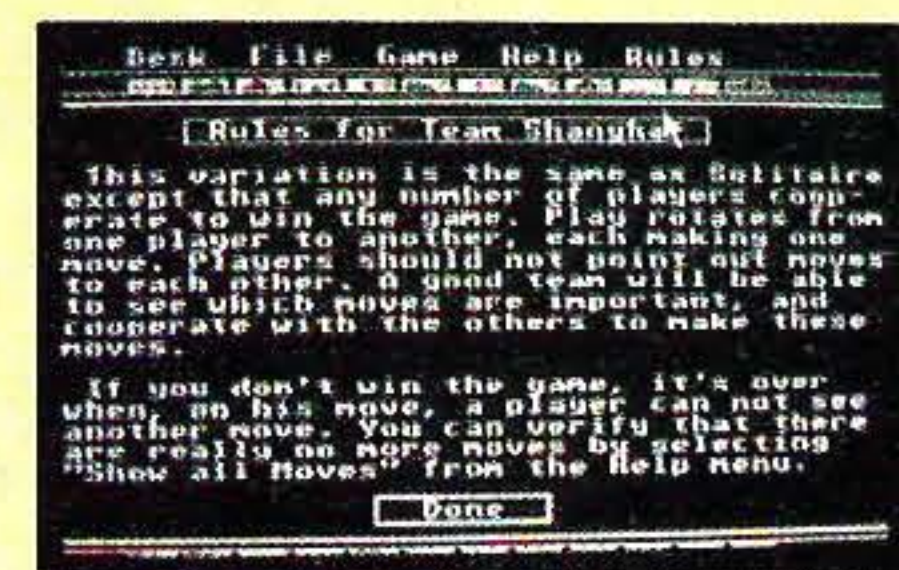 Desk File Game Help Rules
Rules for Team Shanghai
This variation is the same as Solitaire
except that any number of players coop-
erate to win the game. Play rotates from
one player to another, each making one
move. Players should not point out moves
to each other. A good team will be able
to see which moves are important, and
cooperate with the others to make these
moves.
If you don't win the game, it's over
when, on his move, a player can not see
another move. You can verify that there
are really no more moves by selecting
"Show all Moves" from the Help menu.
Done